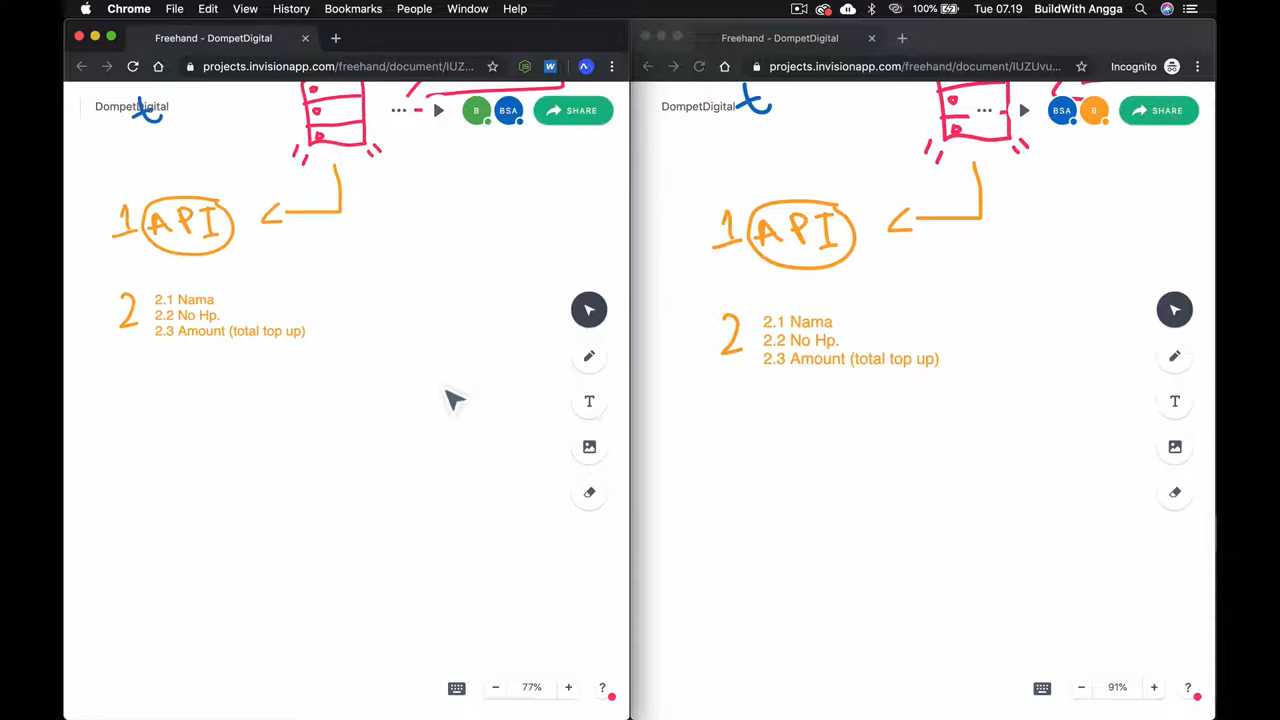 Chrome File Edit View History Bookmarks People Window Help 100% Tue 07.19 BuildWith Angga
Freehand - DompetDigital
projects.invisionapp.com/freehand/document/IUZ...
DompetDigital
t
B BSA SHARE
1 API
2
2.1 Nama
2.2 No Hp.
2.3 Amount (total top up)
T
77% ?
Freehand - DompetDigital
projects.invisionapp.com/freehand/document/IUZUvu... Incognito
DompetDigital
t
BSA B SHARE
1 API
2
2.1 Nama
2.2 No Hp.
2.3 Amount (total top up)
T
91% ?